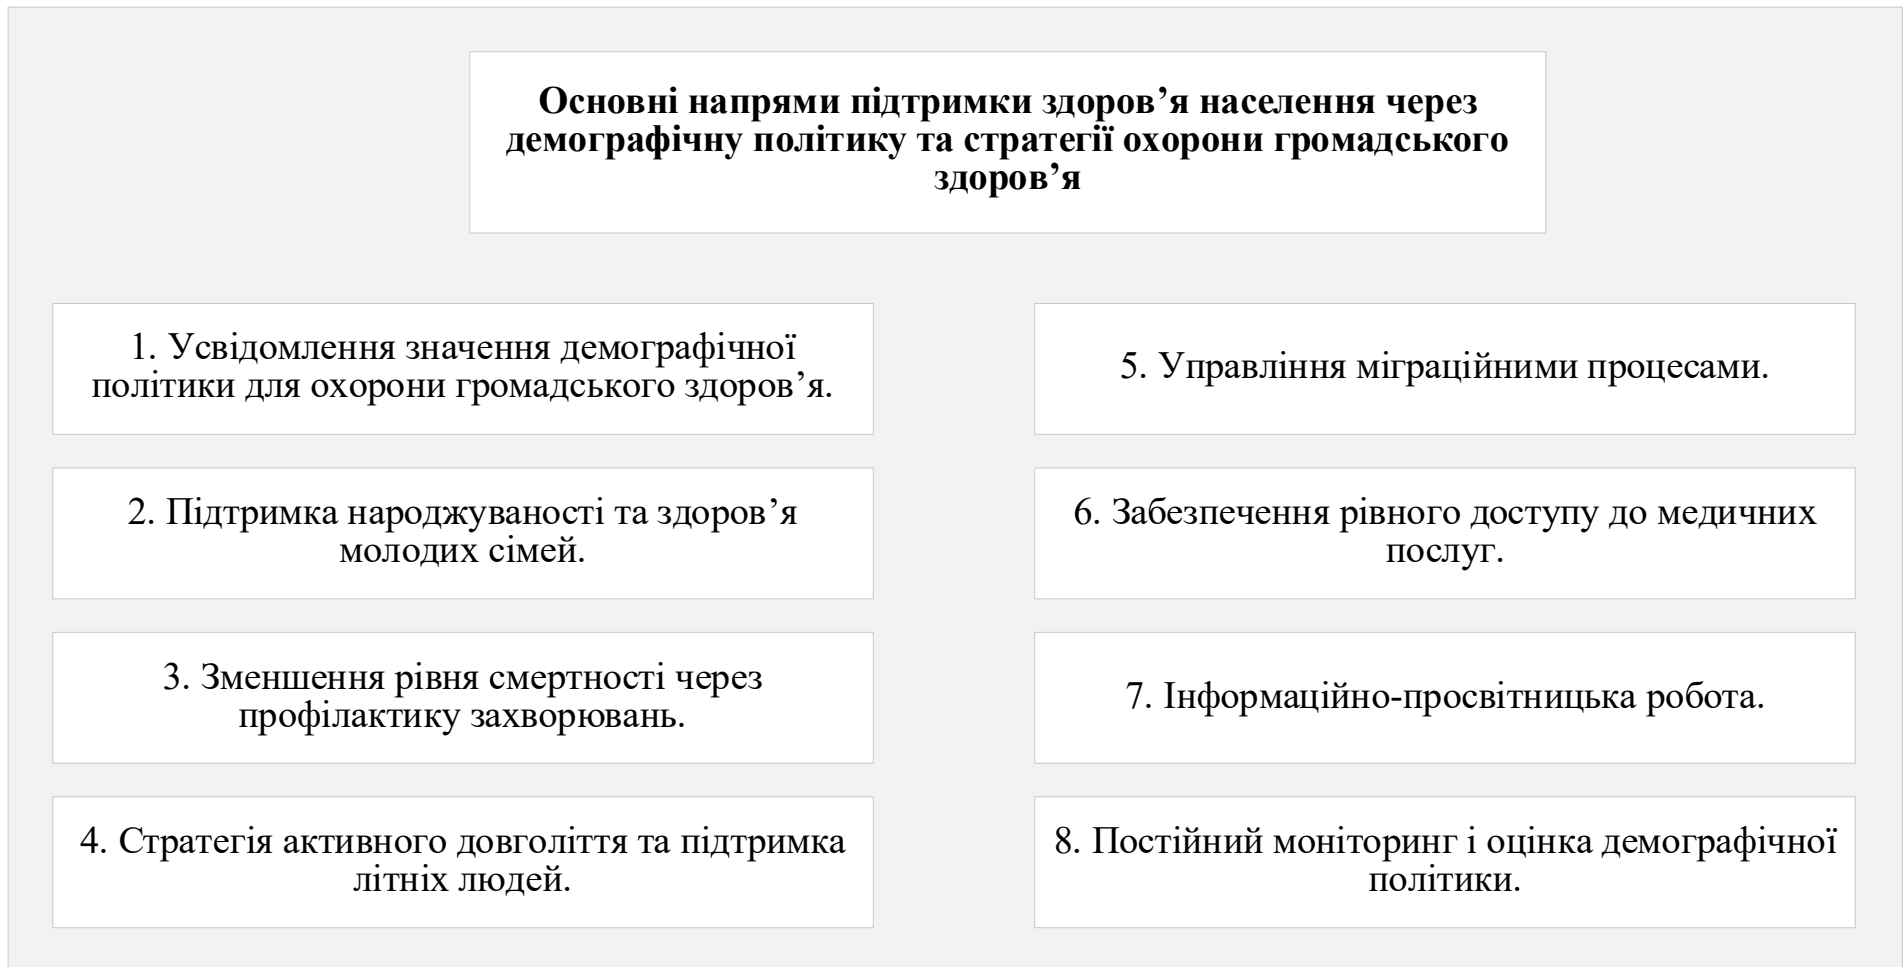 Основні напрями підтримки здоров’я населення через
демографічну політику та стратегії охорони громадського
здоров’я
1. Усвідомлення значення демографічної
політики для охорони громадського здоров’я.
2. Підтримка народжуваності та здоров’я
молодих сімей.
3. Зменшення рівня смертності через
профілактику захворювань.
4. Стратегія активного довголіття та підтримка
літніх людей.
5. Управління міграційними процесами.
6. Забезпечення рівного доступу до медичних
послуг.
7. Інформаційно-просвітницька робота.
8. Постійний моніторинг і оцінка демографічної
політики.